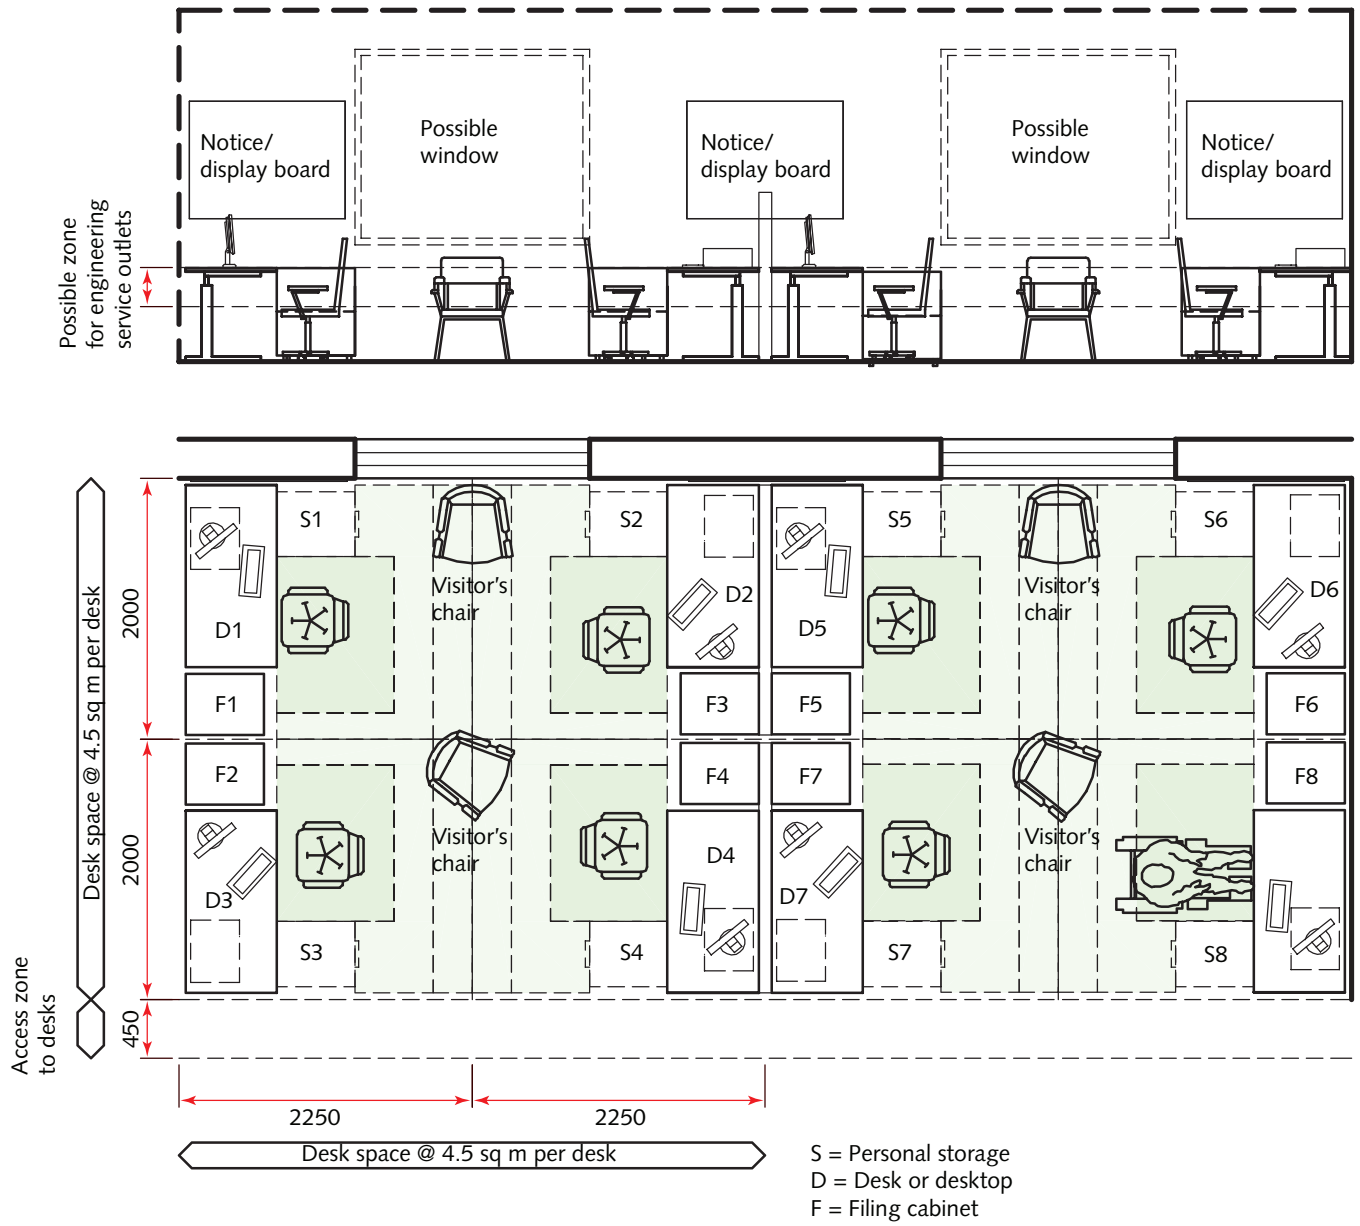 Notice/
display board
Possible
window
Notice/
display board
Possible
window
Notice/
display board
Possible zone
for engineering
service outlets
S1
S2
S5
S6
Visitor's
chair
Visitor's
chair
D1
D2
D5
D6
F1
F3
F5
F6
F2
F4
F7
F8
Visitor's
chair
Visitor's
chair
D3
D4
D7
S3
S4
S7
S8
2000
2000
450
Desk space @ 4.5 sq m per desk
Access zone
to desks
2250
2250
Desk space @ 4.5 sq m per desk
S = Personal storage
D = Desk or desktop
F = Filing cabinet